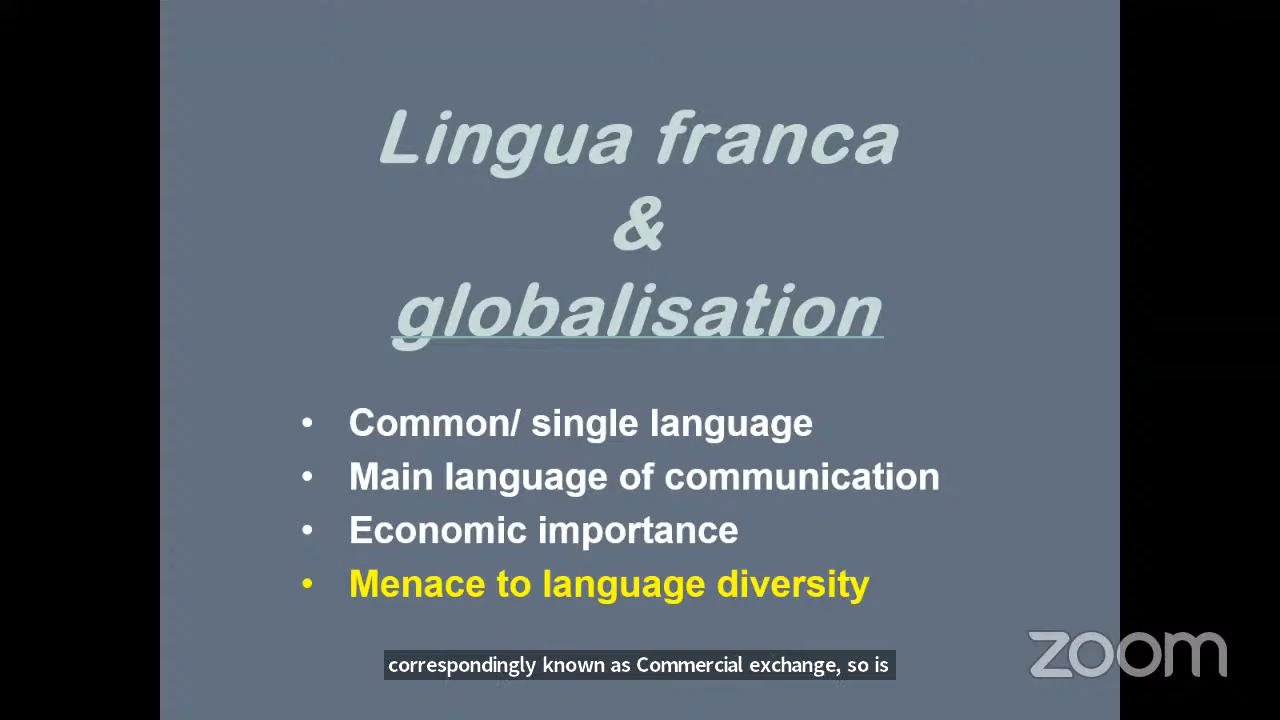 Lingua franca
&
globalisation
• Common/ single language
• Main language of communication
• Economic importance
• Menace to language diversity
correspondingly known as Commercial exchange, so is
zoom